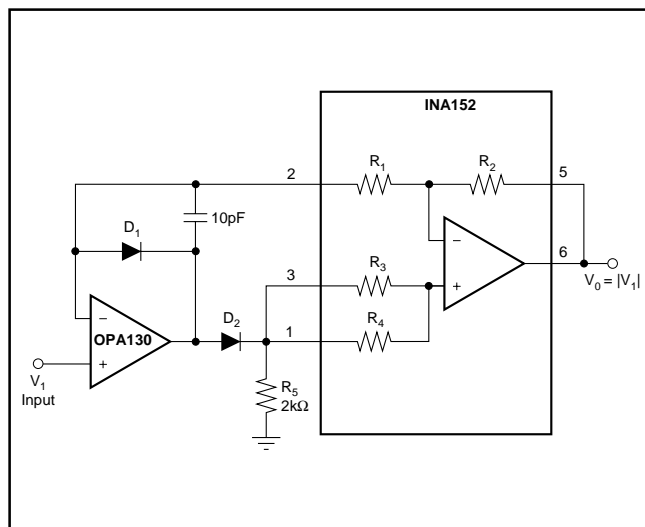 INA152
R1
R2
2
5
10pF
D1
6
V0 = |V1|
3
R3
D2
OPA130
1
R4
V1
Input
R5
2kΩ
−
+
−
+